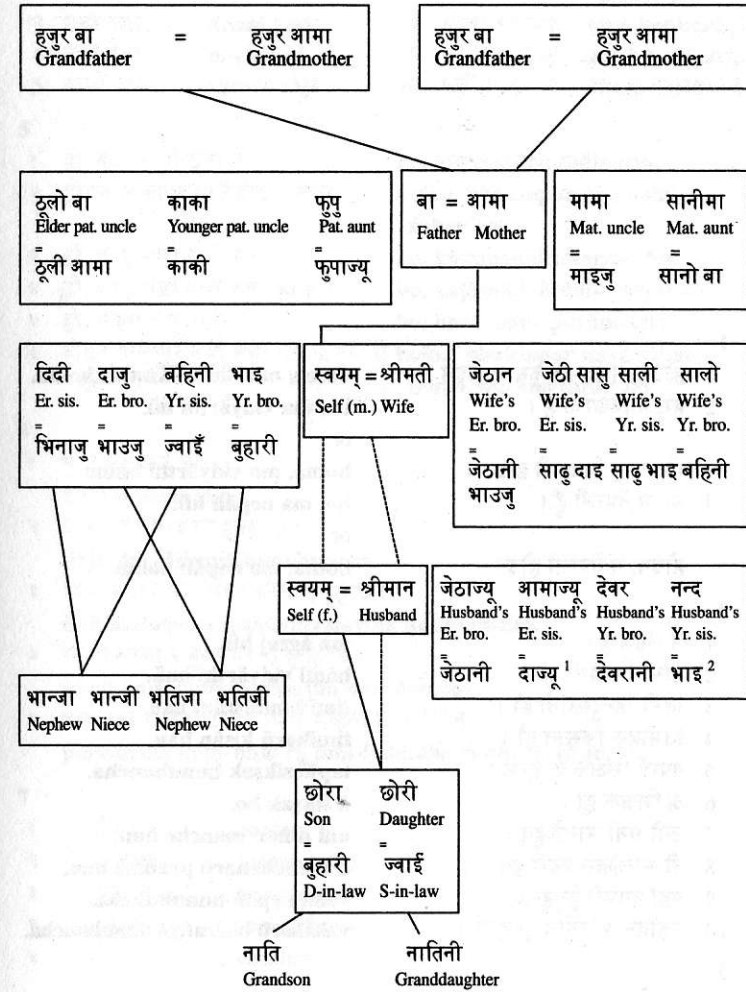 हजुर बा = हजुर आमा
Grandfather Grandmother
हजुर बा = हजुर आमा
Grandfather Grandmother
ठूलो बा काका फुपु
Elder pat. uncle Younger pat. uncle Pat. aunt
= = =
ठूली आमा काकी फुपाज्यू
बा = आमा
Father Mother
मामा सानीमा
Mat. uncle Mat. aunt
= =
माइजु सानो बा
दिदी दाजु बहिनी भाइ
Er. sis. Er. bro. Yr. sis. Yr. bro.
= = = =
भिनाजु भाउजु ज्वाइँ बुहारी
स्वयम् = श्रीमती
Self (m.) Wife
जेठान जेठी सासु साली सालो
Wife's Wife's Wife's Wife's
Er. bro. Er. sis. Yr. sis. Yr. bro.
= = = =
जेठानी साढु दाइ साढु भाइ बहिनी
भाउजु
स्वयम् = श्रीमान
Self (f.) Husband
जेठाज्यू आमाज्यू देवर नन्द
Husband's Husband's Husband's Husband's
Er. bro. Er. sis. Yr. bro. Yr. sis.
= = = =
जेठानी दाज्यू 1 देवरानी भाइ 2
भान्जा भान्जी भतिजा भतिजी
Nephew Niece Nephew Niece
छोरा छोरी
Son Daughter
= =
बुहारी ज्वाई
D-in-law S-in-law
नाति नातिनी
Grandson Granddaughter